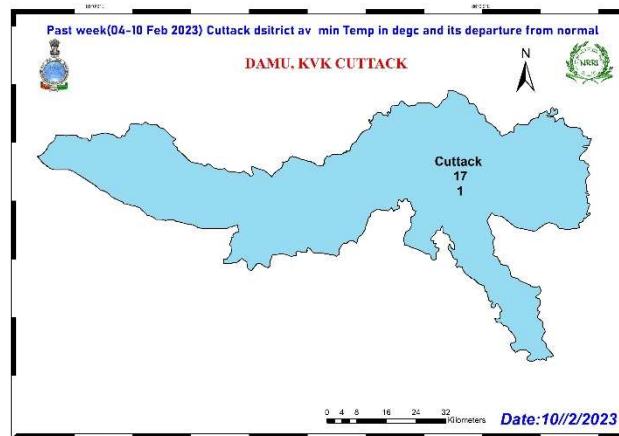 Past week(04-10 Feb 2023) Cuttack dsitrict av min Temp in degc and its departure from normal
DAMU, KVK CUTTACK
N
NRRI
Cuttack
17
1
0 4 8 16 24 32
Kilometers
Date:10//2/2023